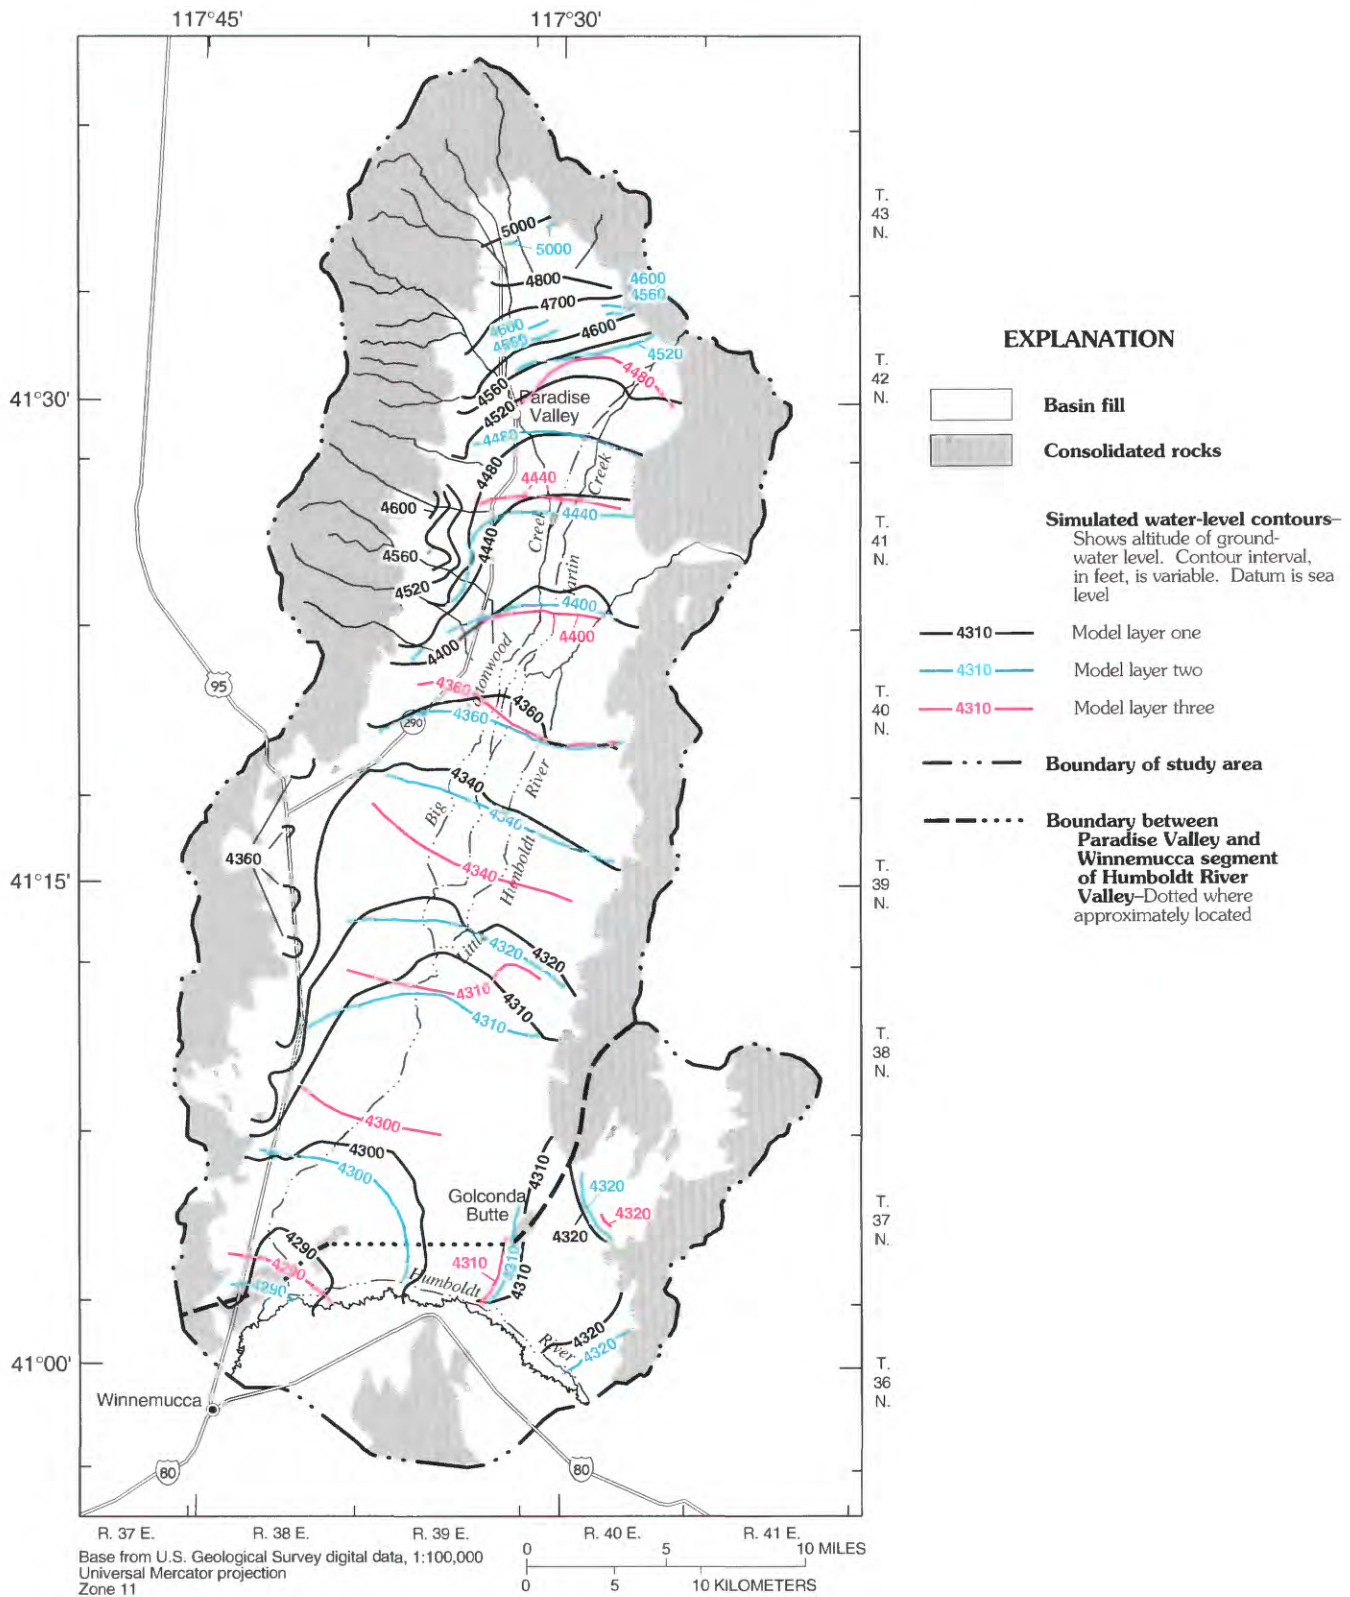 117°45'
117°30'
T.
43
N.
5000
5000
4800
4600
4560
4700
4600
4600
4560
4520
4480
4560
4520
Paradise
Valley
41°30'
T.
42
N.
4480
4480
Creek
4440
4600
4440
Creek
4440
4560
4520
artin
T.
41
N.
4400
4400
4400
tonwood
95
4360
4360
4360
290
T.
40
N.
4340
River
4340
Big
4360
Humboldt
4340
41°15'
T.
39
N.
Little
4320
4320
4310
4310
4310
T.
38
N.
4300
4300
4300
4310
Golconda
Butte
4320
4320
4320
T.
37
N.
4290
4290
4290
4310
4310
4310
Humboldt
4320
River
4320
41°00'
T.
36
N.
Winnemucca
80
80
R. 37 E.
R. 38 E.
R. 39 E.
R. 40 E.
R. 41 E.
Base from U.S. Geological Survey digital data, 1:100,000
Universal Mercator projection
Zone 11
0 5 10 MILES
0 5 10 KILOMETERS
EXPLANATION
Basin fill
Consolidated rocks
Simulated water-level contours–
Shows altitude of ground-
water level. Contour interval,
in feet, is variable. Datum is sea
level
4310 Model layer one
4310 Model layer two
4310 Model layer three
Boundary of study area
Boundary between
Paradise Valley and
Winnemucca segment
of Humboldt River
Valley–Dotted where
approximately located